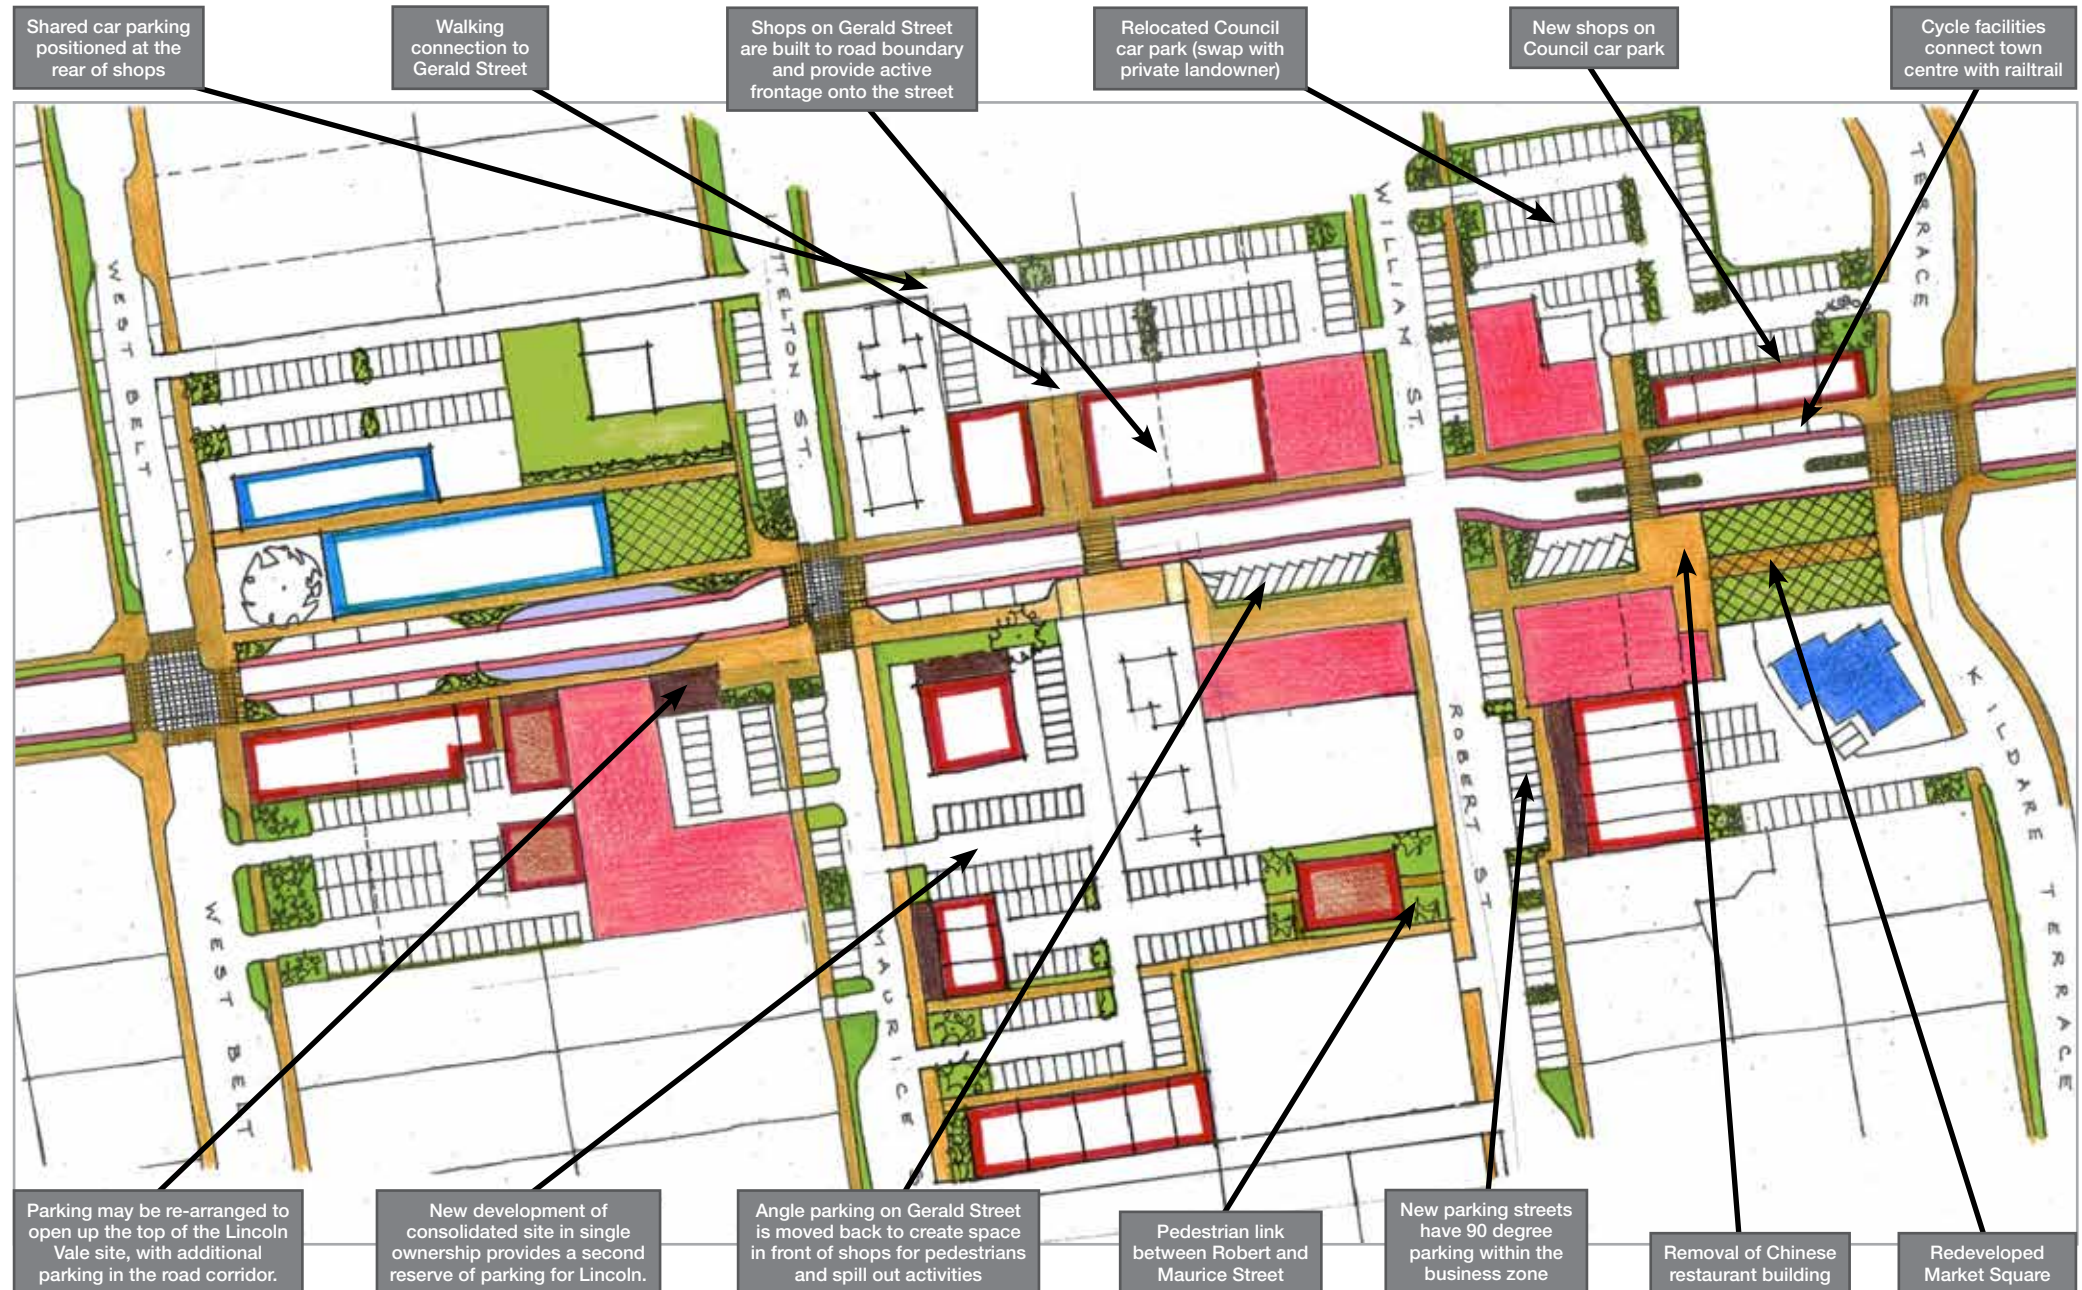 Shared car parking
positioned at the
rear of shops
Walking
connection to
Gerald Street
Shops on Gerald Street
are built to road boundary
and provide active
frontage onto the street
Relocated Council
car park (swap with
private landowner)
New shops on
Council car park
Cycle facilities
connect town
centre with railtrail
WEST BELT
ST.
WILLIAM ST.
TERRACE
WEST BELT
MAURICE S
ROBERT ST
KILDARE TERRACE
Parking may be re-arranged to
open up the top of the Lincoln
Vale site, with additional
parking in the road corridor.
New development of
consolidated site in single
ownership provides a second
reserve of parking for Lincoln.
Angle parking on Gerald Street
is moved back to create space
in front of shops for pedestrians
and spill out activities
Pedestrian link
between Robert and
Maurice Street
New parking streets
have 90 degree
parking within the
business zone
Removal of Chinese
restaurant building
Redeveloped
Market Square